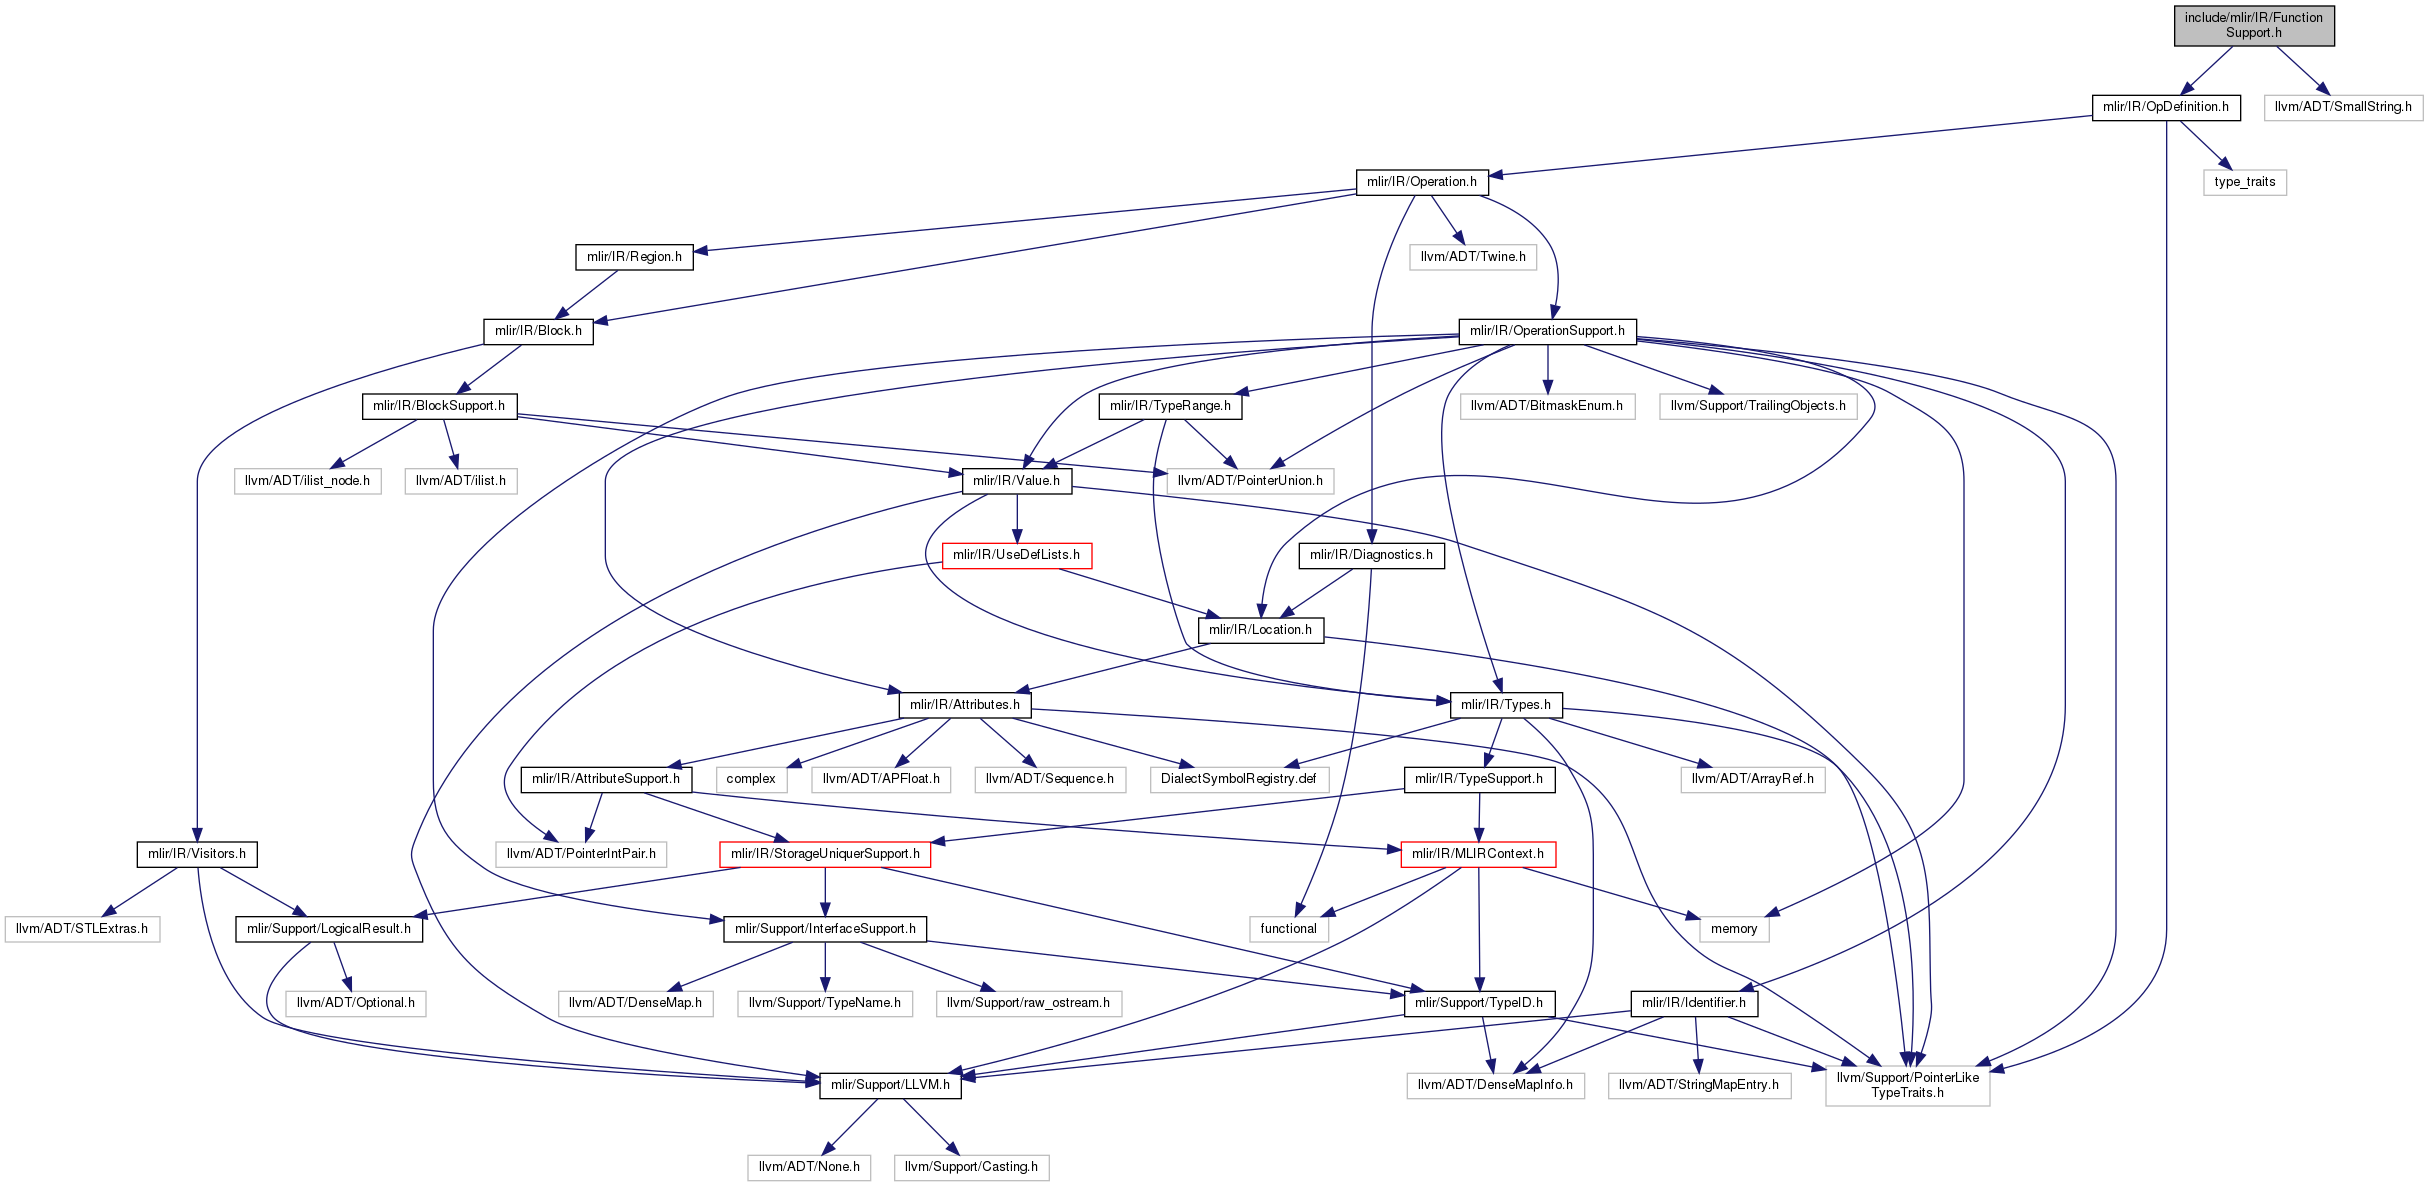 include/mlir/IR/Function
Support.h
mlir/IR/OpDefinition.h
llvm/ADT/SmallString.h
mlir/IR/Operation.h
type_traits
mlir/IR/Region.h
llvm/ADT/Twine.h
mlir/IR/Block.h
mlir/IR/OperationSupport.h
mlir/IR/BlockSupport.h
mlir/IR/TypeRange.h
llvm/ADT/BitmaskEnum.h
llvm/Support/TrailingObjects.h
llvm/ADT/ilist_node.h
llvm/ADT/ilist.h
mlir/IR/Value.h
llvm/ADT/PointerUnion.h
mlir/IR/UseDefLists.h
mlir/IR/Diagnostics.h
mlir/IR/Location.h
mlir/IR/Attributes.h
mlir/IR/Types.h
mlir/IR/AttributeSupport.h
complex
llvm/ADT/APFloat.h
llvm/ADT/Sequence.h
DialectSymbolRegistry.def
mlir/IR/TypeSupport.h
llvm/ADT/ArrayRef.h
mlir/IR/Visitors.h
llvm/ADT/PointerIntPair.h
mlir/IR/StorageUniquerSupport.h
mlir/IR/MLIRContext.h
llvm/ADT/STLExtras.h
mlir/Support/LogicalResult.h
mlir/Support/InterfaceSupport.h
functional
memory
llvm/ADT/Optional.h
llvm/ADT/DenseMap.h
llvm/Support/TypeName.h
llvm/Support/raw_ostream.h
mlir/Support/TypeID.h
mlir/IR/Identifier.h
mlir/Support/LLVM.h
llvm/ADT/DenseMapInfo.h
llvm/ADT/StringMapEntry.h
llvm/Support/PointerLike
TypeTraits.h
llvm/ADT/None.h
llvm/Support/Casting.h